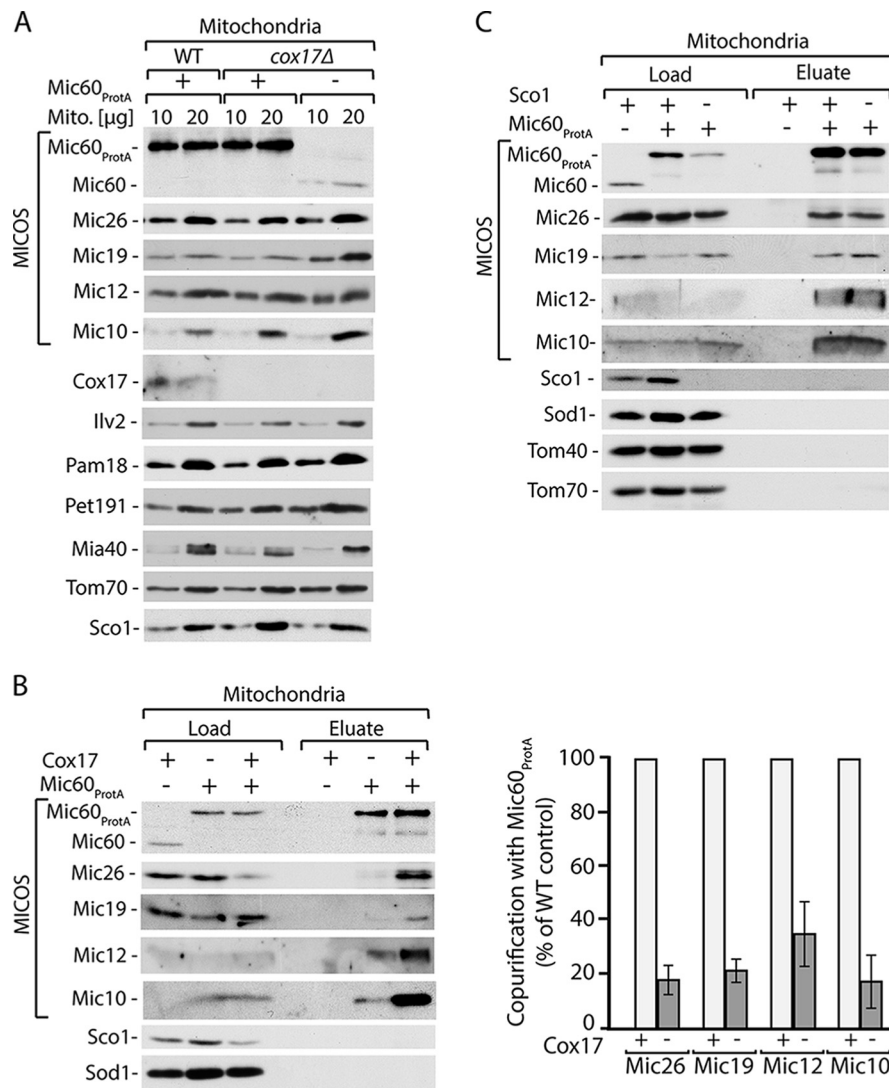 A
Mitochondria
WT cox17Δ
Mic60ProtA + + -
Mito. [µg] 10 20 10 20 10 20
MICOS
Mic60ProtA -
Mic60 -
Mic26 -
Mic19 -
Mic12 -
Mic10 -
Cox17 -
Ilv2 -
Pam18 -
Pet191 -
Mia40 -
Tom70 -
Sco1 -
C
Mitochondria
Load Eluate
Sco1 + + - + + -
Mic60ProtA - + + - + +
MICOS
Mic60ProtA -
Mic60 -
Mic26 -
Mic19 -
Mic12 -
Mic10 -
Sco1 -
Sod1 -
Tom40 -
Tom70 -
B
Mitochondria
Load Eluate
Cox17 + - + + - +
Mic60ProtA - + + - + +
MICOS
Mic60ProtA -
Mic60 -
Mic26 -
Mic19 -
Mic12 -
Mic10 -
Sco1 -
Sod1 -
Copurification with Mic60ProtA
(% of WT control)
100
80
60
40
20
0
Cox17 + - + - + - + -
Mic26 Mic19 Mic12 Mic10